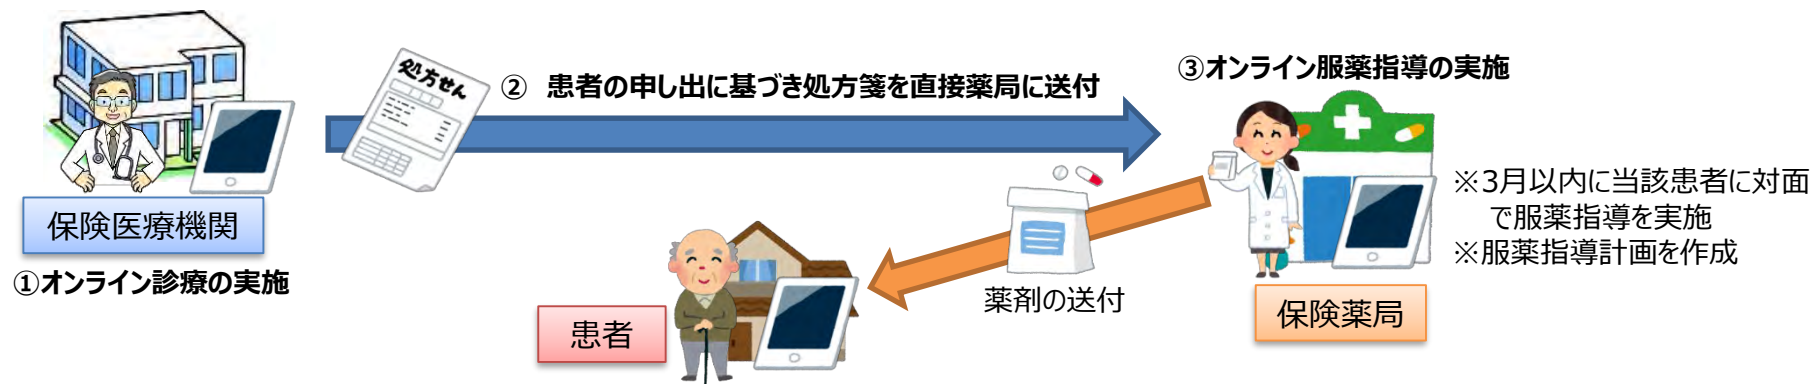 処方せん
② 患者の申し出に基づき処方箋を直接薬局に送付
③オンライン服薬指導の実施
※3月以内に当該患者に対面
で服薬指導を実施
※服薬指導計画を作成
保険医療機関
①オンライン診療の実施
薬剤の送付
患者
保険薬局